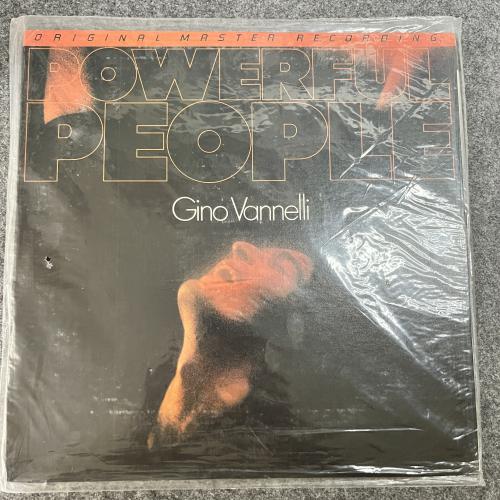 ORIGINAL MASTER RECORDING
POWERFUL
PEOPLE
Gino Vannelli